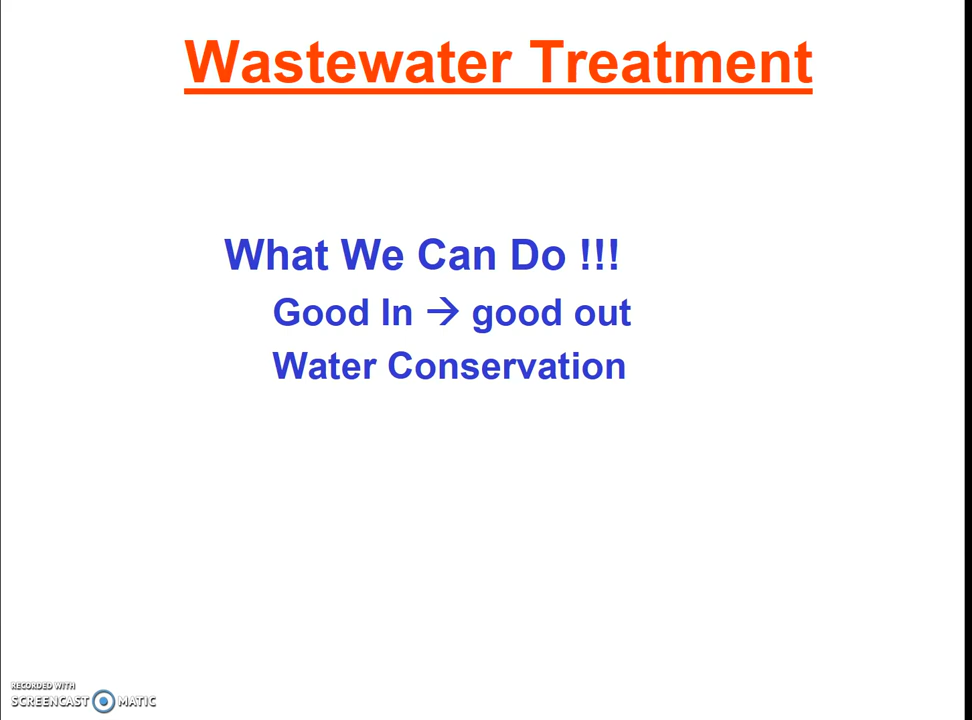 Wastewater Treatment
What We Can Do !!!
Good In → good out
Water Conservation
RECORDED WITH
SCREENCAST MATIC